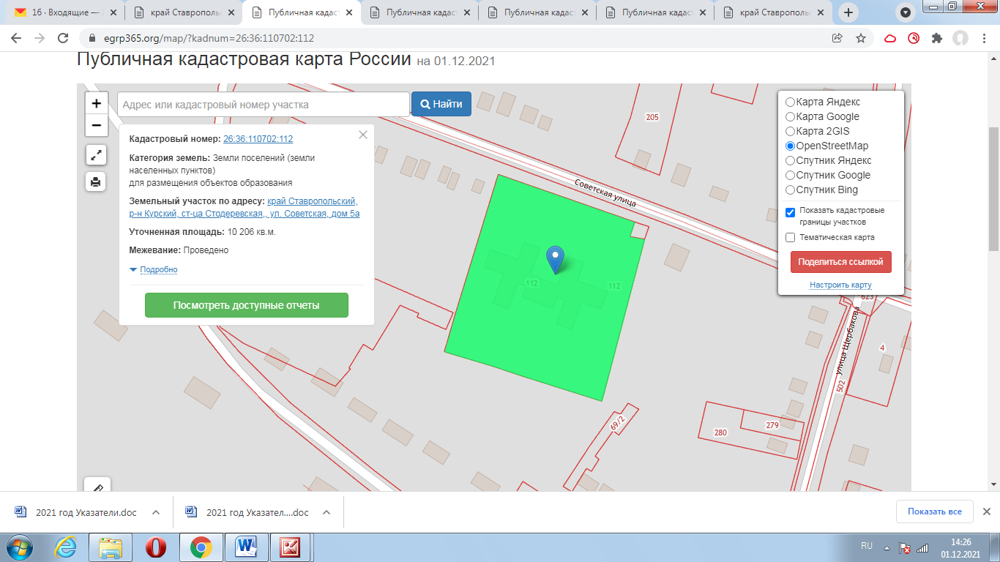 16 · Входящие —
край Ставропольс
Публичная кадаст
Публичная кадаст
Публичная кадаст
Публичная кадаст
край Ставропольс
egrp365.org/map/?kadnum=26:36:110702:112
Публичная кадастровая карта России на 01.12.2021
+
−
Адрес или кадастровый номер участка
Найти
Кадастровый номер: 26:36:110702:112
Категория земель: Земли поселений (земли
населенных пунктов)
для размещения объектов образования
Земельный участок по адресу: край Ставропольский,
р-н Курский, ст-ца Стодеревская,, ул. Советская, дом 5а
Уточненная площадь: 10 206 кв.м.
Межевание: Проведено
Подробно
Посмотреть доступные отчеты
Карта Яндекс
Карта Google
Карта 2GIS
OpenStreetMap
Спутник Яндекс
Спутник Google
Спутник Bing
Показать кадастровые
границы участков
Тематическая карта
Поделиться ссылкой
Настроить карту
205
Советская улица
112
112
623
улица Щербакова
4
502
69/2
280
279
2021 год Указатели.doc
2021 год Указател....doc
Показать все
RU
14:26
01.12.2021